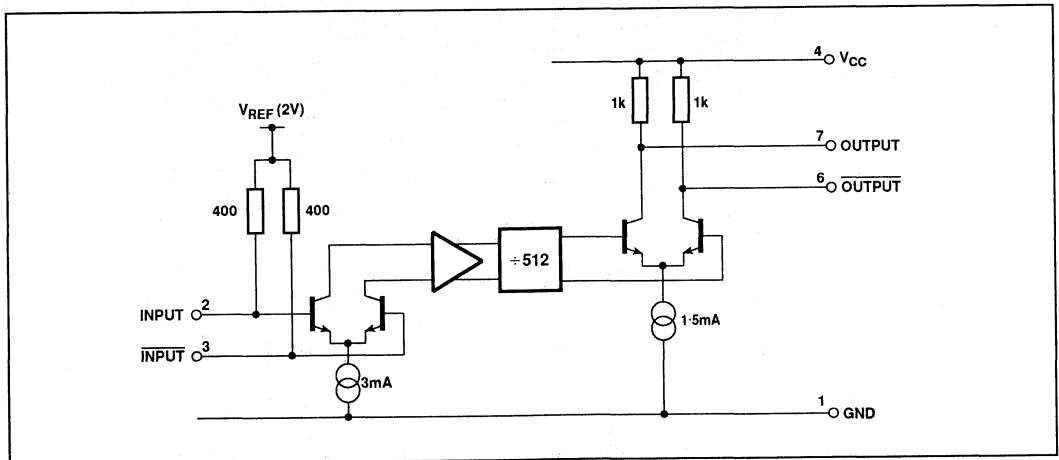 4 VCC
1k 1k
VREF (2V)
7 OUTPUT
6 OUTPUT
400 400
÷512
INPUT 2
INPUT 3
1·5mA
3mA
1 GND